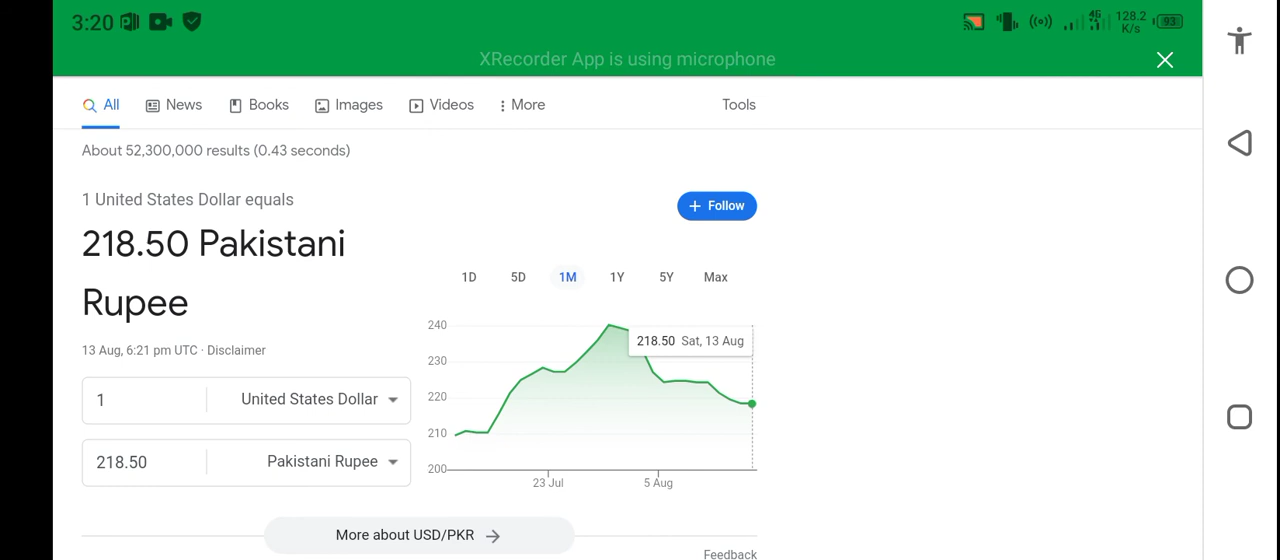 3:20
4G
128.2
K/s
93
XRecorder App is using microphone
All News Books Images Videos More Tools
About 52,300,000 results (0.43 seconds)
1 United States Dollar equals
+ Follow
218.50 Pakistani
Rupee
13 Aug, 6:21 pm UTC · Disclaimer
1 United States Dollar
218.50 Pakistani Rupee
1D 5D 1M 1Y 5Y Max
240
218.50 Sat, 13 Aug
230
220
210
200
23 Jul 5 Aug
More about USD/PKR →
Feedback